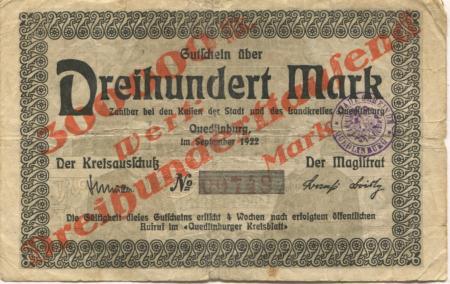 Gutschein über
Dreihundert Mark
Zahlbar bei den Kassen der Stadt und des Landkreises Quedlinburg
Quedlinburg,
im September 1922
Der Kreisausschuß
Der Magistrat
No
Die Gültigkeit dieses Gutscheins erlischt 4 Wochen nach erfolgtem öffentlichen
Aufruf im »Quedlinburger Kreisblatt«
300000 Mk.
Wert
Dreihunderttausend
Mark